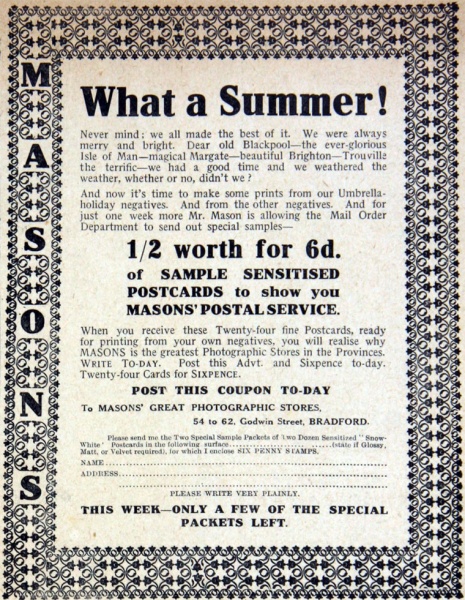 MASONS
What a Summer!
Never mind; we all made the best of it. We were always
merry and bright. Dear old Blackpool—the ever-glorious
Isle of Man—magical Margate—beautiful Brighton—Trouville
the terrific—we had a good time and we weathered the
weather, whether or no, didn't we?
And now it's time to make some prints from our Umbrella-
holiday negatives. And from the other negatives. And for
just one week more Mr. Mason is allowing the Mail Order
Department to send out special samples—
1/2 worth for 6d.
of SAMPLE SENSITISED
POSTCARDS to show you
MASONS' POSTAL SERVICE.
When you receive these Twenty-four fine Postcards, ready
for printing from your own negatives, you will realise why
MASONS is the greatest Photographic Stores in the Provinces.
WRITE TO-DAY. Post this Advt. and Sixpence to-day.
Twenty-four Cards for SIXPENCE.
POST THIS COUPON TO-DAY
To MASONS' GREAT PHOTOGRAPHIC STORES,
54 to 62, Godwin Street, BRADFORD.
Please send me the Two Special Sample Packets of Two Dozen Sensitized "Snow-
White" Postcards in the following surface....................(state if Glossy,
Matt, or Velvet required), for which I enclose SIX PENNY STAMPS.
NAME
ADDRESS
PLEASE WRITE VERY PLAINLY.
THIS WEEK—ONLY A FEW OF THE SPECIAL
PACKETS LEFT.